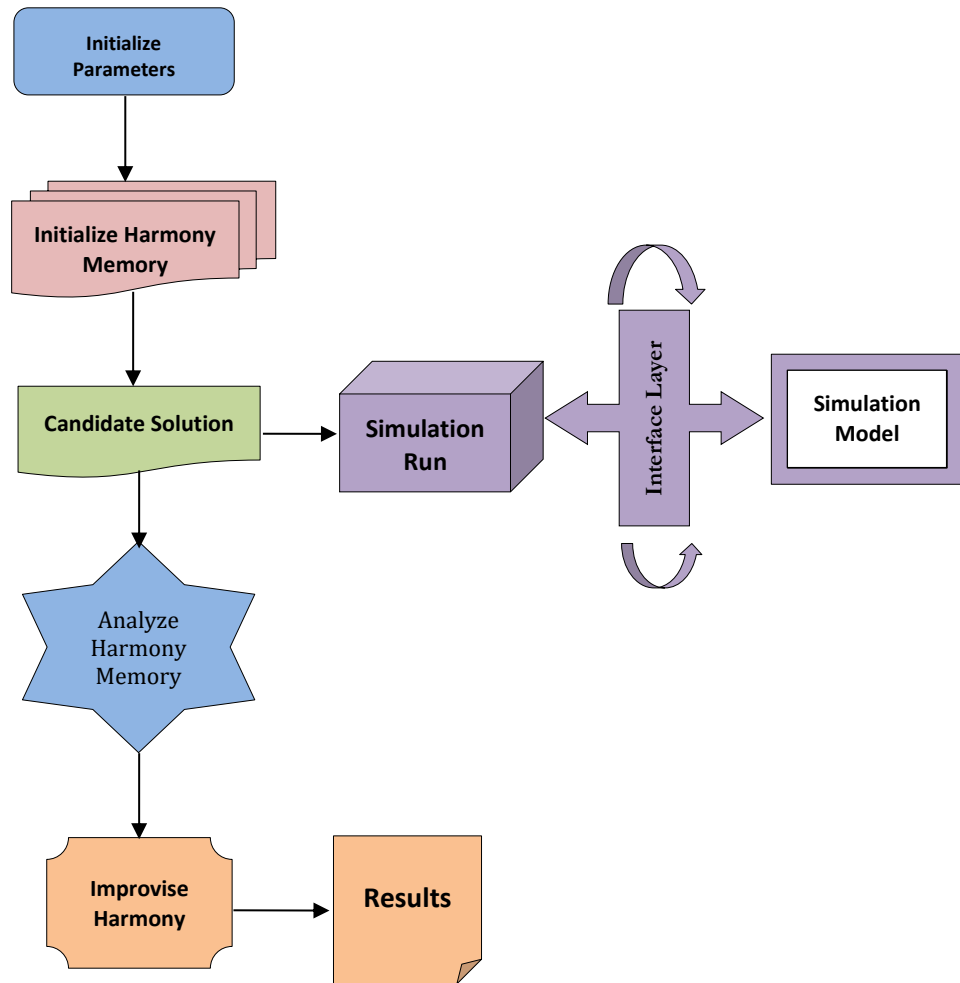 Initialize
Parameters
Initialize Harmony
Memory
Candidate Solution
Simulation
Run
Interface Layer
Simulation
Model
Analyze
Harmony
Memory
Improvise
Harmony
Results